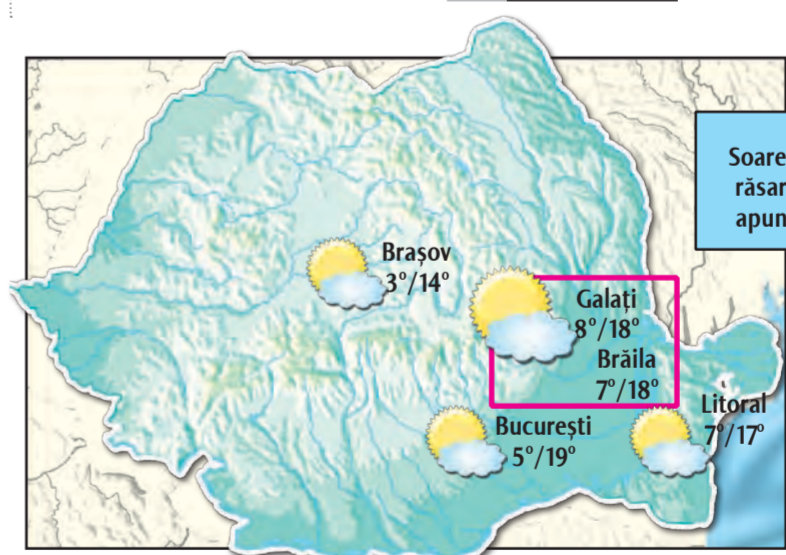 Soare
răsar
apun
Brașov
3°/14°
Galați
8°/18°
Brăila
7°/18°
Litoral
7°/17°
București
5°/19°